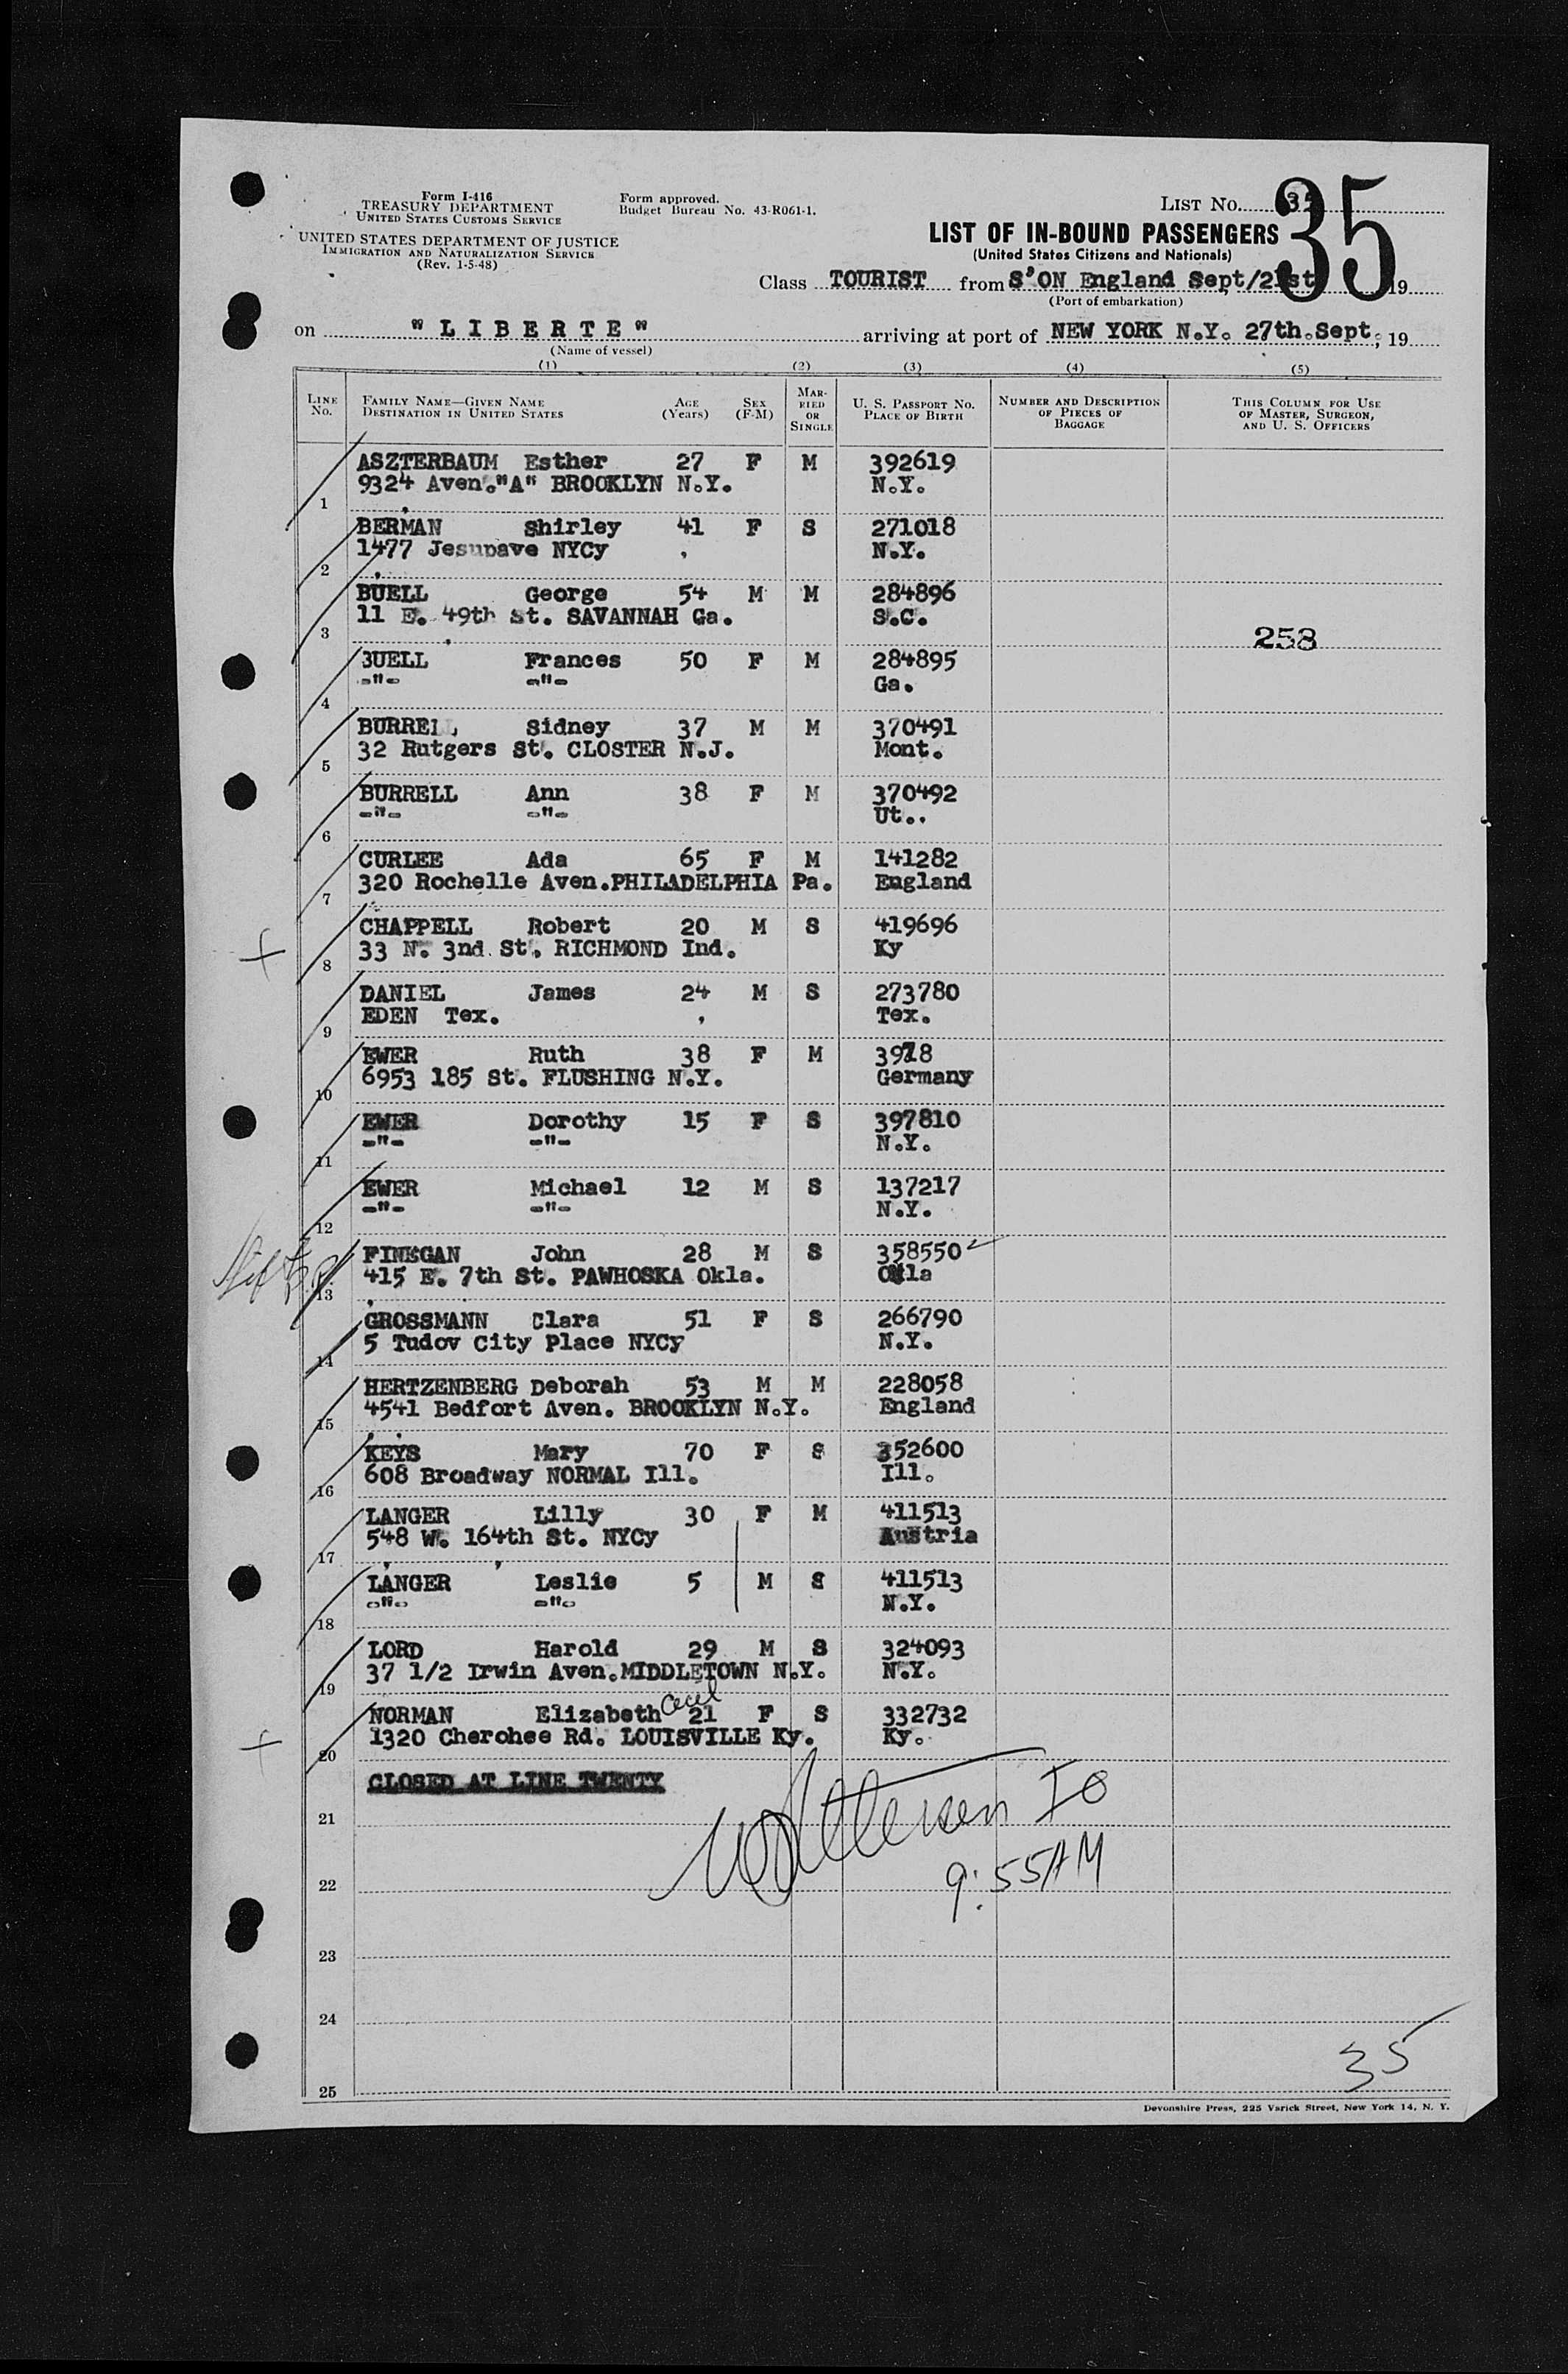 Form I-416
TREASURY DEPARTMENT
UNITED STATES CUSTOMS SERVICE
UNITED STATES DEPARTMENT OF JUSTICE
IMMIGRATION AND NATURALIZATION SERVICE
(Rev. 1-5-48)
Form approved.
Budget Bureau No. 43-R061-1.
LIST No. 35
35
LIST OF IN-BOUND PASSENGERS
(United States Citizens and Nationals)
Class TOURIST from S'ON England Sept/21st 19
(Port of embarkation)
on "LIBERTE" arriving at port of NEW YORK N.Y. 27th.Sept, 19
(Name of vessel)
(1) (2) (3) (4) (5)
LINE No. FAMILY NAME—GIVEN NAME DESTINATION IN UNITED STATES AGE (Years) SEX (F-M) MARRIED OR SINGLE U. S. PASSPORT NO. PLACE OF BIRTH NUMBER AND DESCRIPTION OF PIECES OF BAGGAGE THIS COLUMN FOR USE OF MASTER, SURGEON, AND U. S. OFFICERS
ASZTERBAUM Esther 27 F M 392619
1 9324 Aven."A" BROOKLYN N.Y. N.Y.
BERMAN Shirley 41 F S 271018
2 1477 Jesupave NYCy N.Y.
BUELL George 54 M M 284896
3 11 E. 49th St. SAVANNAH Ga. S.C.
258
BUELL Frances 50 F M 284895
4 -"- -"- Ga.
BURRELL Sidney 37 M M 370491
5 32 Rutgers St. CLOSTER N.J. Mont.
BURRELL Ann 38 F M 370492
6 -"- -"- Ut..
CURLEE Ada 65 F M 141282
7 320 Rochelle Aven.PHILADELPHIA Pa. England
CHAPPELL Robert 20 M S 419696
8 33 N. 3nd St. RICHMOND Ind. Ky
DANIEL James 24 M S 273780
9 EDEN Tex. Tex.
EWER Ruth 38 F M 3978
10 6953 185 St. FLUSHING N.Y. Germany
EWER Dorothy 15 F S 397810
11 -"- -"- N.Y.
EWER Michael 12 M S 137217
12 -"- -"- N.Y.
FINEGAN John 28 M S 358550
13 415 E. 7th St. PAWHOSKA Okla. Okla
GROSSMANN Clara 51 F S 266790
14 5 Tudov City Place NYCy N.Y.
HERTZENBERG Deborah 53 M M 228058
15 4541 Bedfort Aven. BROOKLYN N.Y. England
KEYS Mary 70 F S 352600
16 608 Broadway NORMAL Ill. Ill.
LANGER Lilly 30 F M 411513
17 548 W. 164th St. NYCy Austria
LANGER Leslie 5 M S 411513
18 -"- -"- N.Y.
LORD Harold 29 M S 324093
19 37 1/2 Irwin Aven.MIDDLETOWN N.Y. N.Y.
NORMAN Elizabeth Cecel 21 F S 332732
20 1320 Cherohee Rd. LOUISVILLE Ky. Ky.
CLOSED AT LINE TWENTY
21
22 9:55AM
23
24
35
25
Devonshire Press, 225 Varick Street, New York 14, N. Y.